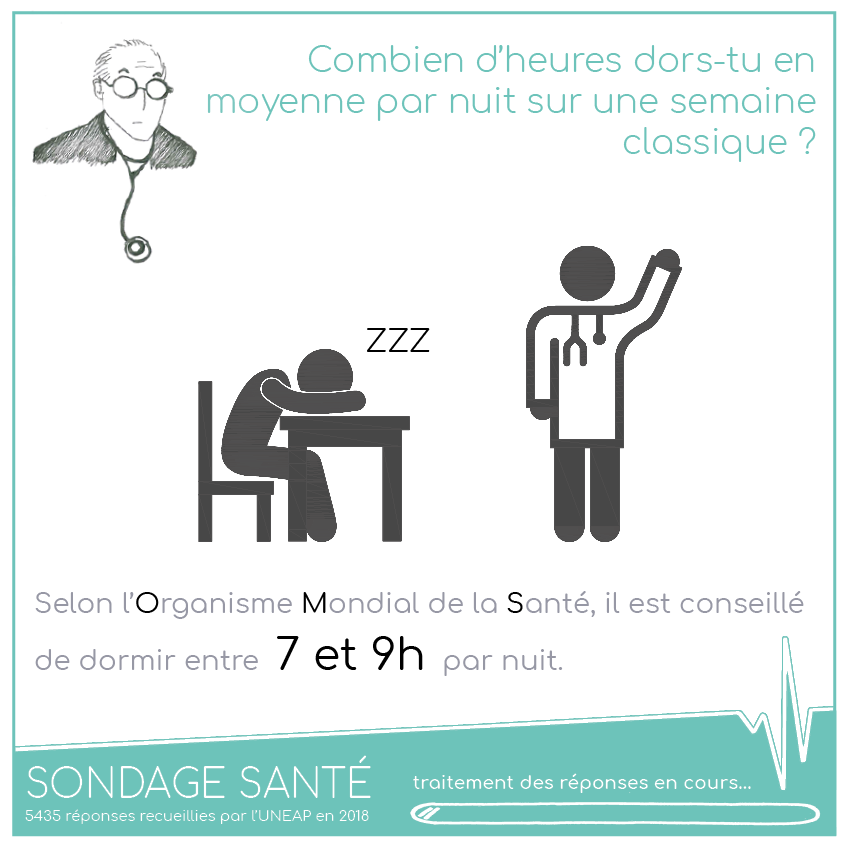 Combien d'heures dors-tu en
moyenne par nuit sur une semaine
classique ?
ZZZ
Selon l'Organisme Mondial de la Santé, il est conseillé
de dormir entre 7 et 9h par nuit.
SONDAGE SANTÉ
5435 réponses recueillies par l'UNEAP en 2018
traitement des réponses en cours...